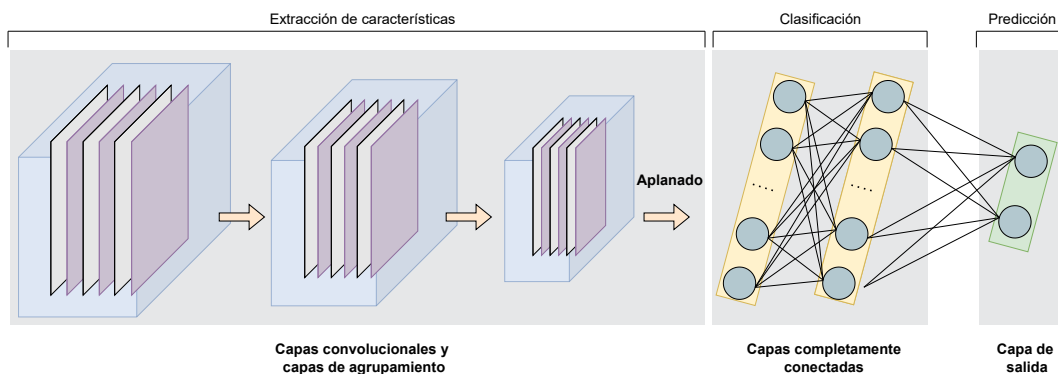 Extracción de características
Clasificación
Predicción
Aplanado
....
....
Capas convolucionales y
capas de agrupamiento
Capas completamente
conectadas
Capa de
salida